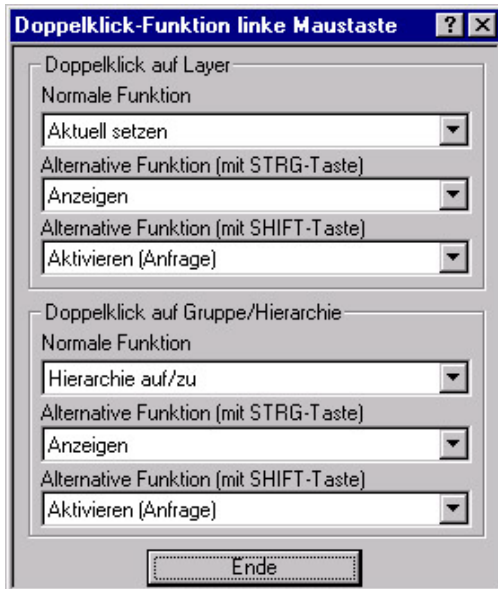 Doppelklick-Funktion linke Maustaste
Doppelklick auf Layer
Normale Funktion
Aktuell setzen
Alternative Funktion (mit STRG-Taste)
Anzeigen
Alternative Funktion (mit SHIFT-Taste)
Aktivieren (Anfrage)
Doppelklick auf Gruppe/Hierarchie
Normale Funktion
Hierarchie auf/zu
Alternative Funktion (mit STRG-Taste)
Anzeigen
Alternative Funktion (mit SHIFT-Taste)
Aktivieren (Anfrage)
Ende